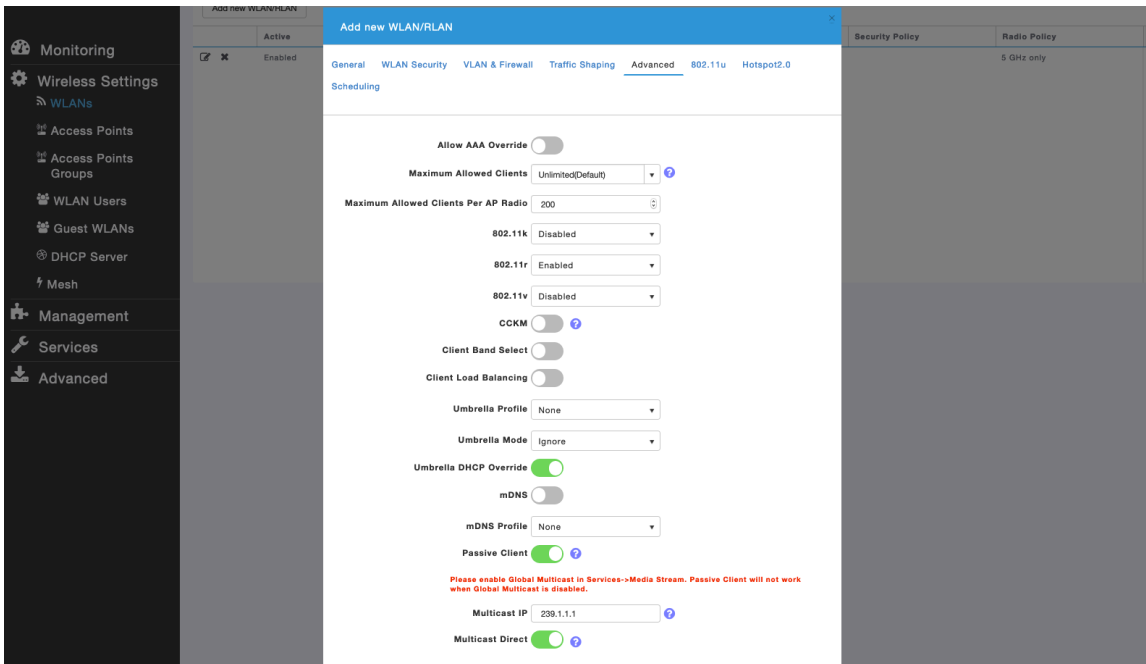 Add new WLAN/RLAN
Active
Security Policy
Radio Policy
Enabled
5 GHz only
Monitoring
Wireless Settings
WLANs
Access Points
Access Points
Groups
WLAN Users
Guest WLANs
DHCP Server
Mesh
Management
Services
Advanced
Add new WLAN/RLAN
×
General WLAN Security VLAN & Firewall Traffic Shaping Advanced 802.11u Hotspot2.0
Scheduling
Allow AAA Override
Maximum Allowed Clients Unlimited(Default) ?
Maximum Allowed Clients Per AP Radio 200
802.11k Disabled
802.11r Enabled
802.11v Disabled
CCKM ?
Client Band Select
Client Load Balancing
Umbrella Profile None
Umbrella Mode Ignore
Umbrella DHCP Override
mDNS
mDNS Profile None
Passive Client ?
Please enable Global Multicast in Services->Media Stream. Passive Client will not work
when Global Multicast is disabled.
Multicast IP 239.1.1.1 ?
Multicast Direct ?